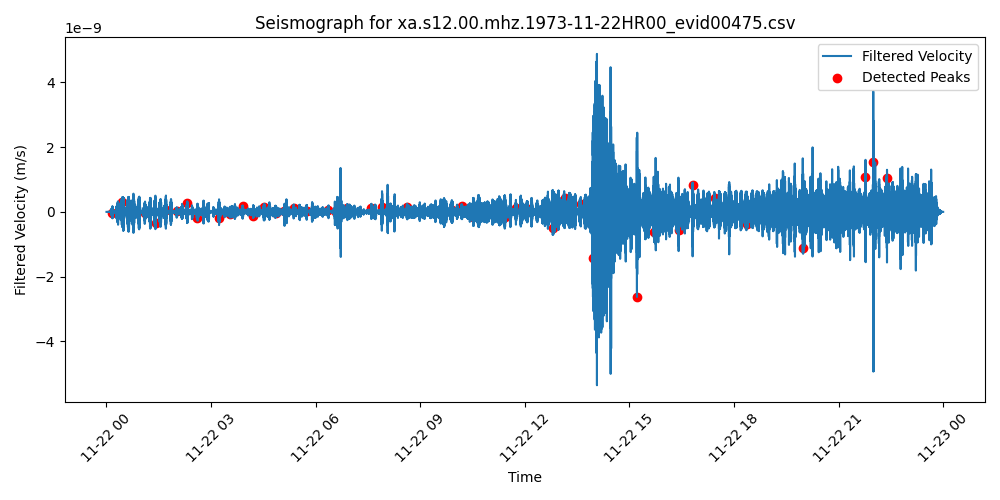 Seismograph for xa.s12.00.mhz.1973-11-22HR00_evid00475.csv
1e−9
Filtered Velocity
Detected Peaks
4
2
0
−2
−4
Filtered Velocity (m/s)
11-22 00
11-22 03
11-22 06
11-22 09
11-22 12
11-22 15
11-22 18
11-22 21
11-23 00
Time